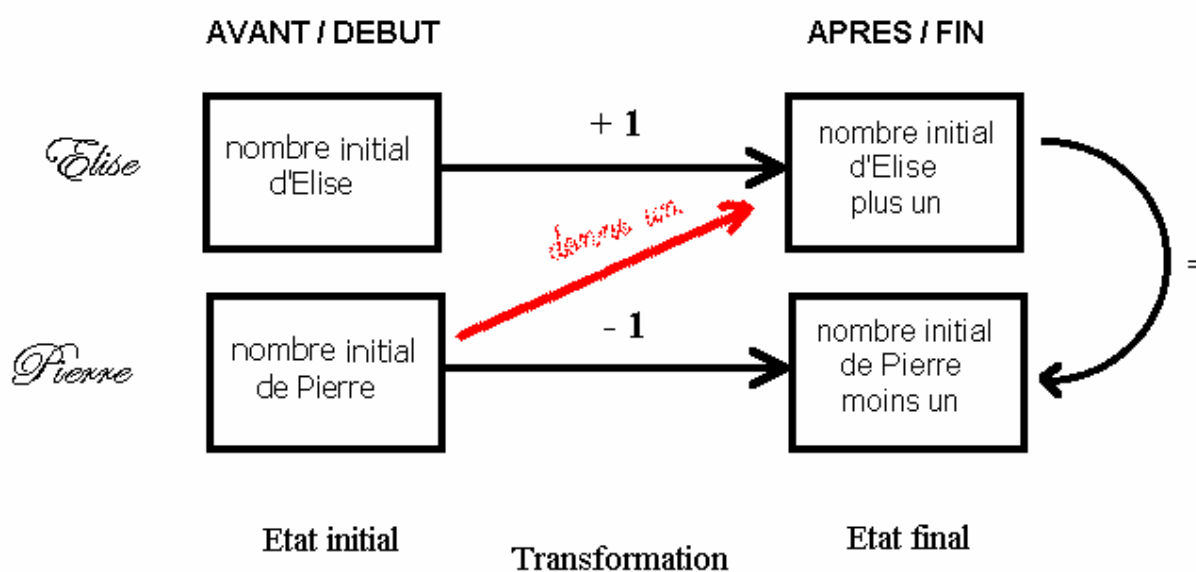 AVANT / DEBUT
APRES / FIN
Elise
nombre initial
d'Elise
+ 1
nombre initial
d'Elise
plus un
donne un
=
Pierre
nombre initial
de Pierre
- 1
nombre initial
de Pierre
moins un
Etat initial
Transformation
Etat final